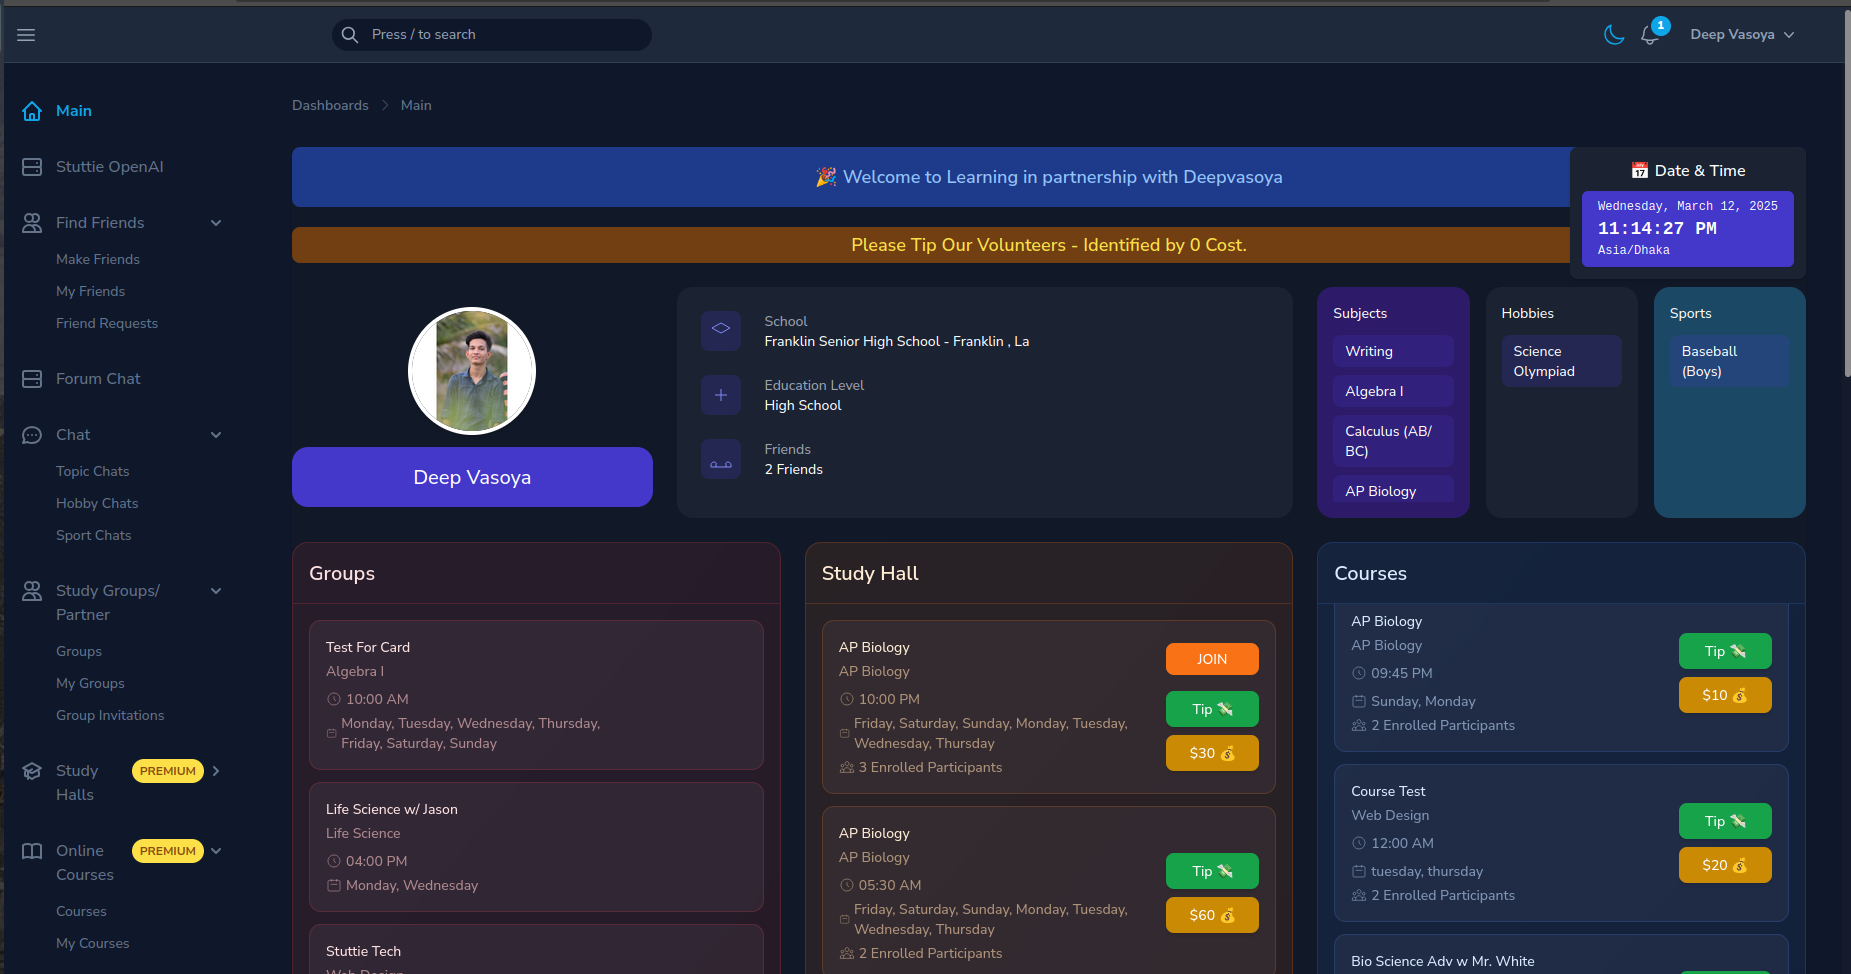 Press / to search
1
Deep Vasoya
Main
Stuttie OpenAI
Find Friends
Make Friends
My Friends
Friend Requests
Forum Chat
Chat
Topic Chats
Hobby Chats
Sport Chats
Study Groups/
Partner
Groups
My Groups
Group Invitations
Study
Halls
PREMIUM
Online
Courses
PREMIUM
Courses
My Courses
Dashboards
Main
🎉 Welcome to Learning in partnership with Deepvasoya
Please Tip Our Volunteers - Identified by 0 Cost.
📅 Date & Time
Wednesday, March 12, 2025
11:14:27 PM
Asia/Dhaka
Deep Vasoya
School
Franklin Senior High School - Franklin , La
Education Level
High School
Friends
2 Friends
Subjects
Writing
Algebra I
Calculus (AB/
BC)
AP Biology
Hobbies
Science
Olympiad
Sports
Baseball
(Boys)
Groups
Test For Card
Algebra I
10:00 AM
Monday, Tuesday, Wednesday, Thursday,
Friday, Saturday, Sunday
Life Science w/ Jason
Life Science
04:00 PM
Monday, Wednesday
Stuttie Tech
Web Design
Study Hall
AP Biology
AP Biology
10:00 PM
Friday, Saturday, Sunday, Monday, Tuesday,
Wednesday, Thursday
3 Enrolled Participants
JOIN
Tip 💸
$30 💰
AP Biology
AP Biology
05:30 AM
Friday, Saturday, Sunday, Monday, Tuesday,
Wednesday, Thursday
2 Enrolled Participants
Tip 💸
$60 💰
Courses
AP Biology
AP Biology
09:45 PM
Sunday, Monday
2 Enrolled Participants
Tip 💸
$10 💰
Course Test
Web Design
12:00 AM
tuesday, thursday
2 Enrolled Participants
Tip 💸
$20 💰
Bio Science Adv w Mr. White